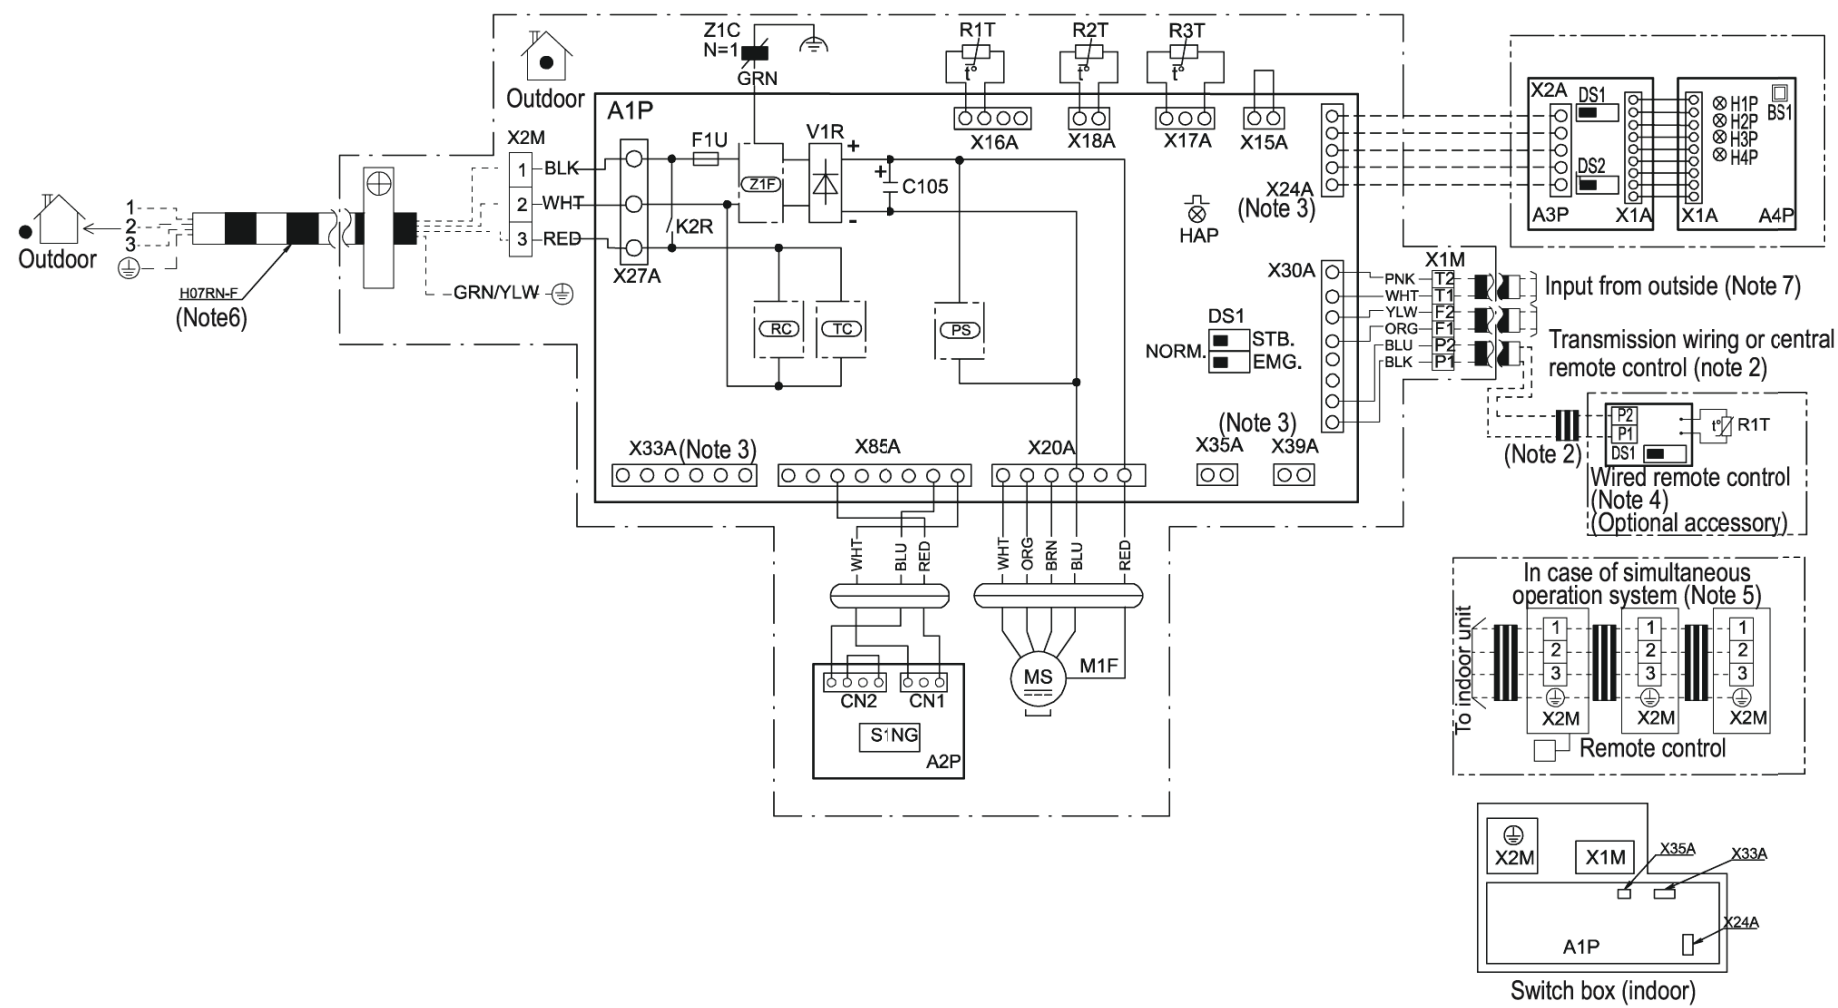 Outdoor
Z1C
N=1
GRN
R1T
t°
R2T
t°
R3T
t°
A1P
X16A
X18A
X17A
X15A
X2M
1
BLK
2
WHT
3
RED
X27A
F1U
K2R
Z1F
V1R
+
-
+
C105
RC
TC
PS
HAP
X24A
(Note 3)
X2A
DS1
DS2
A3P
X1A
X1A
H1P
H2P
H3P
H4P
BS1
A4P
1
2
3
Outdoor
H07RN-F
(Note6)
GRN/YLW
X30A
DS1
NORM.
STB.
EMG.
PNK
WHT
YLW
ORG
BLU
BLK
X1M
T2
T1
F2
F1
P2
P1
Input from outside (Note 7)
Transmission wiring or central
remote control (note 2)
(Note 2)
P2
P1
DS1
t°
R1T
Wired remote control
(Note 4)
(Optional accessory)
X33A (Note 3)
X85A
X20A
(Note 3)
X35A
X39A
WHT
BLU
RED
WHT
ORG
BRN
BLU
RED
CN2
CN1
S1NG
A2P
MS
M1F
In case of simultaneous
operation system (Note 5)
To indoor unit
1
2
3
X2M
1
2
3
X2M
1
2
3
X2M
Remote control
X2M
X1M
X35A
X33A
X24A
A1P
Switch box (indoor)